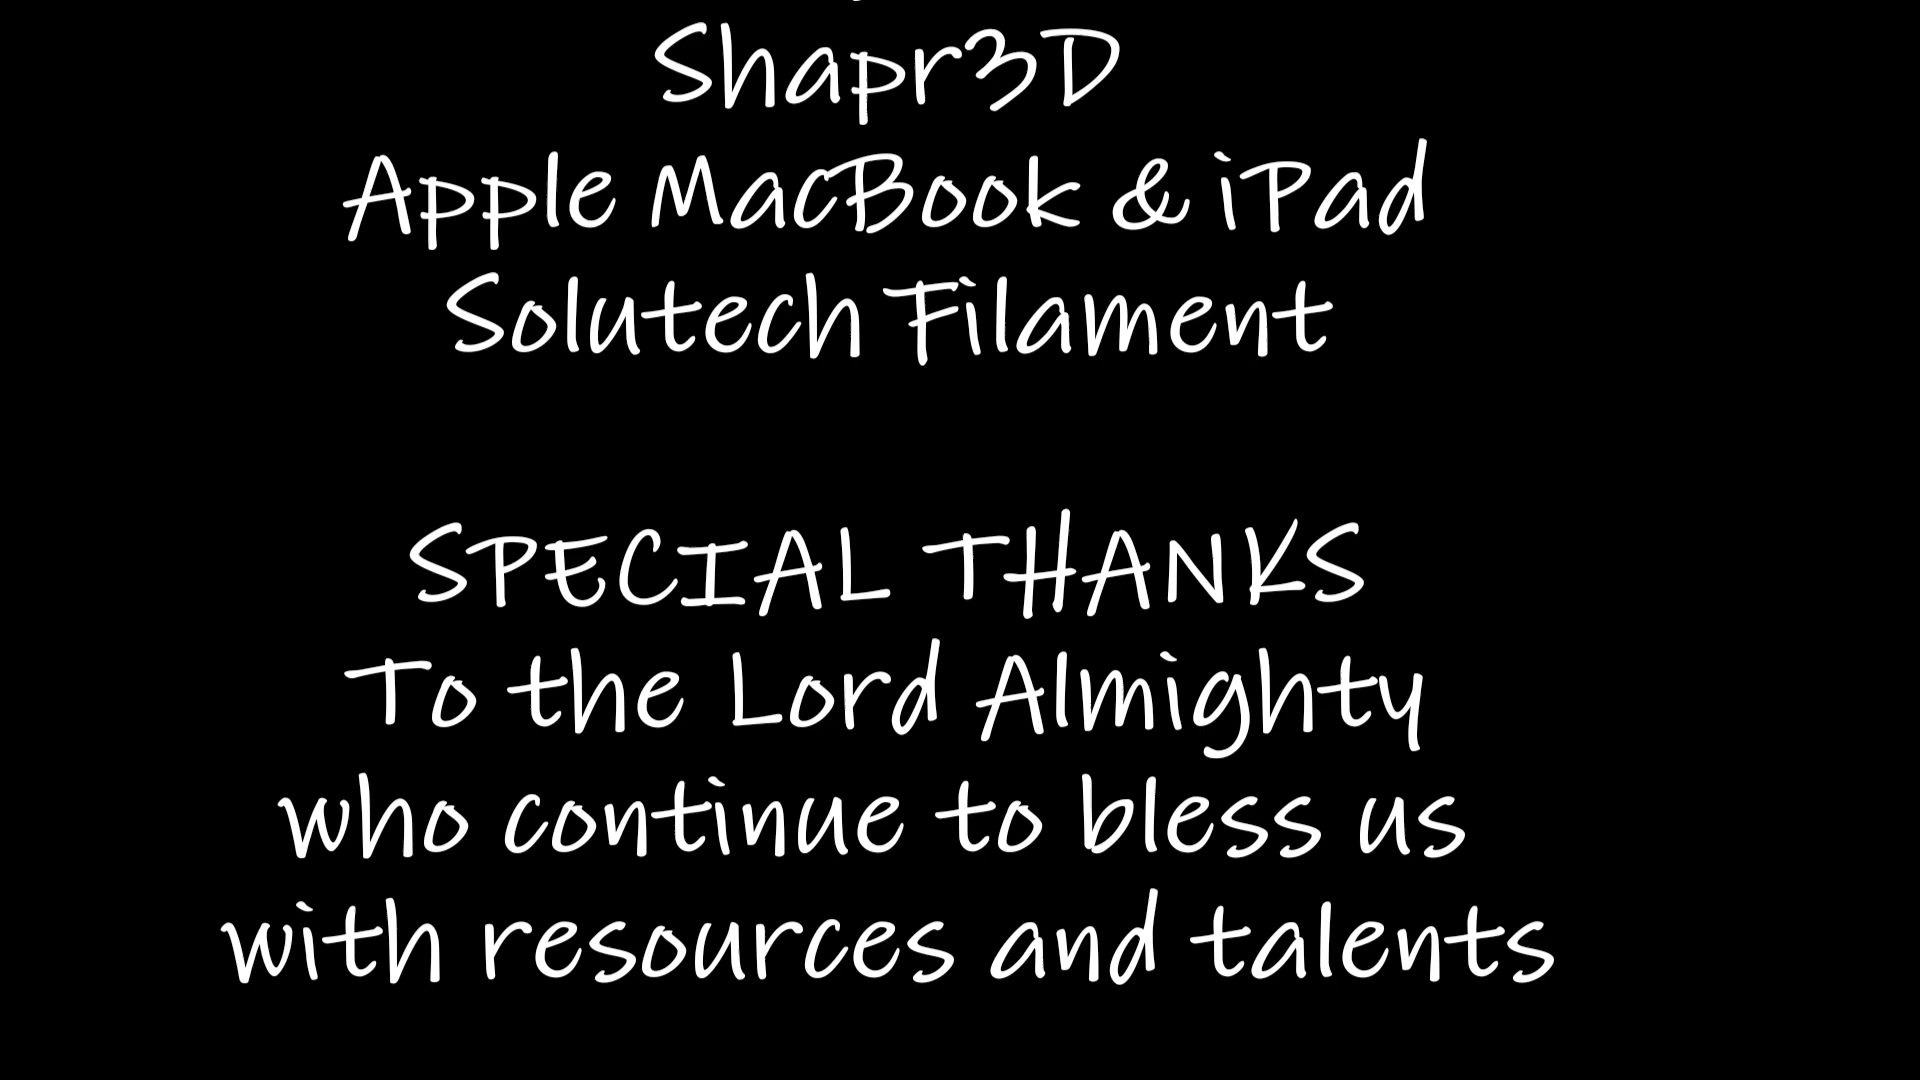 Shapr3D
Apple MacBook & iPad
Solutech Filament
SPECIAL THANKS
To the Lord Almighty
who continue to bless us
with resources and talents